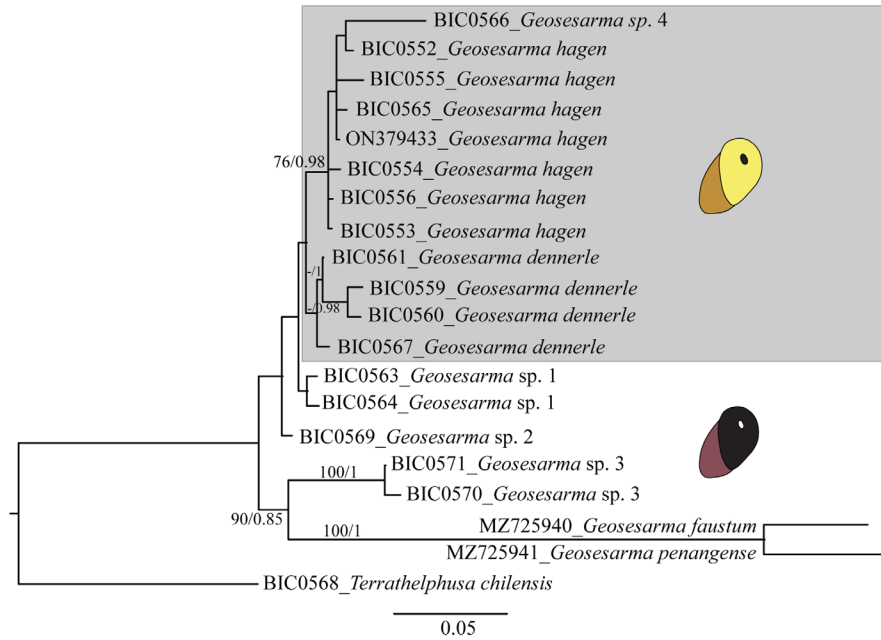 BIC0566_Geosesarma sp. 4
BIC0552_Geosesarma hagen
BIC0555_Geosesarma hagen
BIC0565_Geosesarma hagen
ON379433_Geosesarma hagen
76/0.98
BIC0554_Geosesarma hagen
BIC0556_Geosesarma hagen
BIC0553_Geosesarma hagen
BIC0561_Geosesarma dennerle
-/1
BIC0559_Geosesarma dennerle
-/0.98
BIC0560_Geosesarma dennerle
BIC0567_Geosesarma dennerle
BIC0563_Geosesarma sp. 1
BIC0564_Geosesarma sp. 1
BIC0569_Geosesarma sp. 2
BIC0571_Geosesarma sp. 3
100/1
BIC0570_Geosesarma sp. 3
90/0.85
MZ725940_Geosesarma faustum
100/1
MZ725941_Geosesarma penangense
BIC0568_Terrathelphusa chilensis
0.05